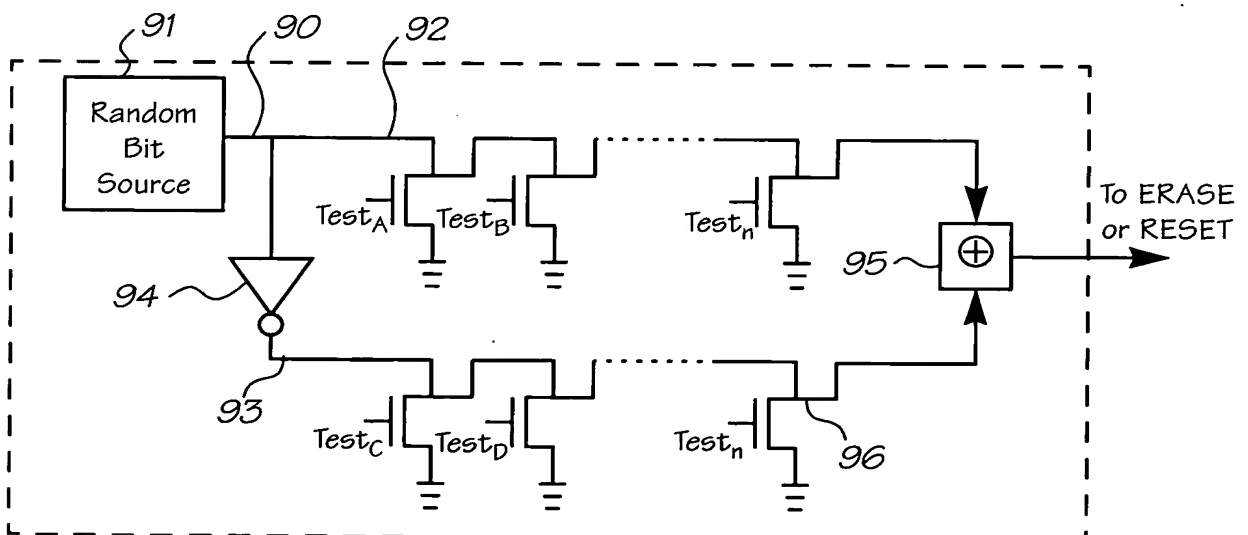 91
90
92
Random
Bit
Source
Test_A
Test_B
Test_n
To ERASE
or RESET
95
⊕
94
93
Test_C
Test_D
Test_n
96